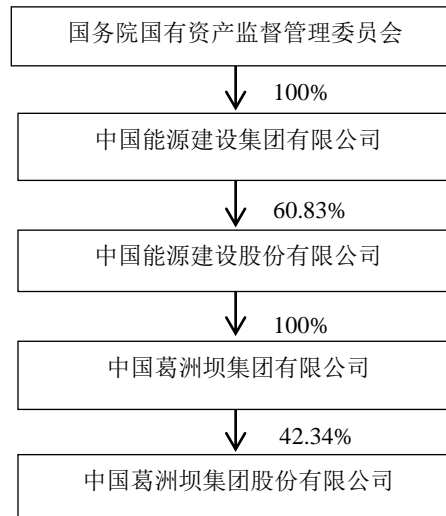 国务院国有资产监督管理委员会
100%
中国能源建设集团有限公司
60.83%
中国能源建设股份有限公司
100%
中国葛洲坝集团有限公司
42.34%
中国葛洲坝集团股份有限公司